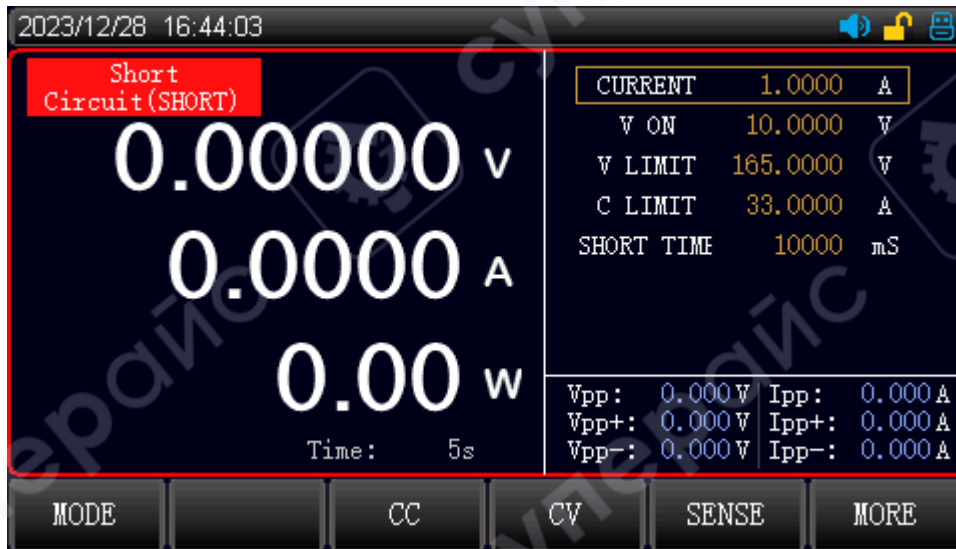 2023/12/28 16:44:03
Short
Circuit(SHORT)
0.00000 V
0.0000 A
0.00 W
Time: 5s
CURRENT 1.0000 A
V ON 10.0000 V
V LIMIT 165.0000 V
C LIMIT 33.0000 A
SHORT TIME 10000 mS
Vpp: 0.000 V Ipp: 0.000 A
Vpp+: 0.000 V Ipp+: 0.000 A
Vpp-: 0.000 V Ipp-: 0.000 A
MODE CC CV SENSE MORE
суперайс